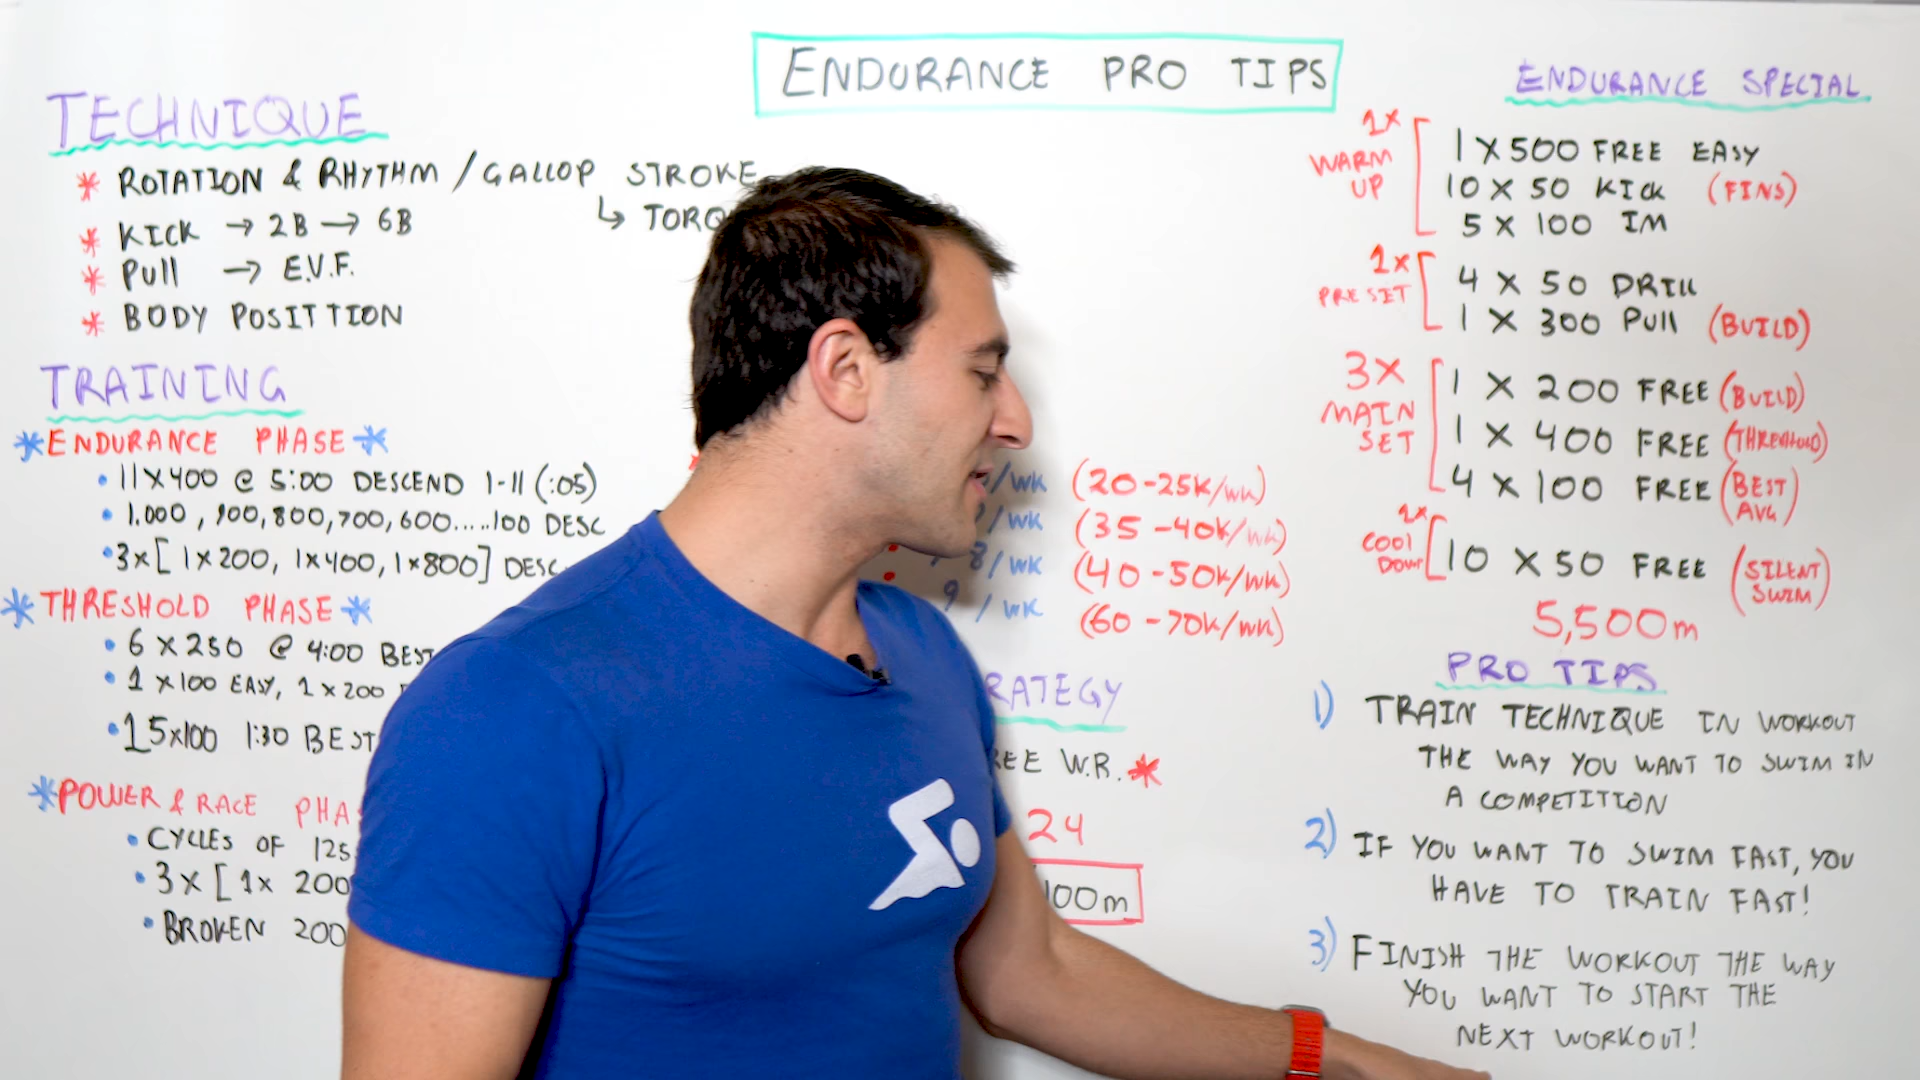 ENDURANCE PRO TIPS
TECHNIQUE
* ROTATION & RHYTHM / GALLOP STROKE
↳ TORQ
* KICK → 2B → 6B
* PULL → E.V.F.
* BODY POSITTION
TRAINING
*ENDURANCE PHASE*
• 11X400 @ 5:00 DESCEND 1-11 (:05)
• 1,000, 900, 800, 700, 600.....100 DESC
• 3x[1x200, 1x400, 1x800] DESC
*THRESHOLD PHASE*
• 6 X 250 @ 4:00 BEST
• 1 x100 EASY, 1 x 200
• 15x100 1:30 BEST
*POWER & RACE PHA
• CYCLES OF 125
• 3x [1x 200
• BROKEN 200
/WK (20-25K/wk)
/WK (35-40K/wk)
8/WK (40-50K/wk)
9/WK (60-70K/wk)
RATEGY
REE W.R. *
24
100m
ENDURANCE SPECIAL
1x WARM UP
1 X 500 FREE EASY
10 X 50 KICK (FINS)
5 X 100 IM
1x PRE SET
4 X 50 DRILL
1 X 300 PULL (BUILD)
3X MAIN SET
1 X 200 FREE (BUILD)
1 X 400 FREE (THRESHOLD)
4 X 100 FREE (BEST AVG)
1x COOL DOWN
10 X 50 FREE (SILENT SWIM)
5,500m
PRO TIPS
1) TRAIN TECHNIQUE IN WORKOUT
THE WAY YOU WANT TO SWIM IN
A COMPETITION
2) IF YOU WANT TO SWIM FAST, YOU
HAVE TO TRAIN FAST!
3) FINISH THE WORKOUT THE WAY
YOU WANT TO START THE
NEXT WORKOUT!